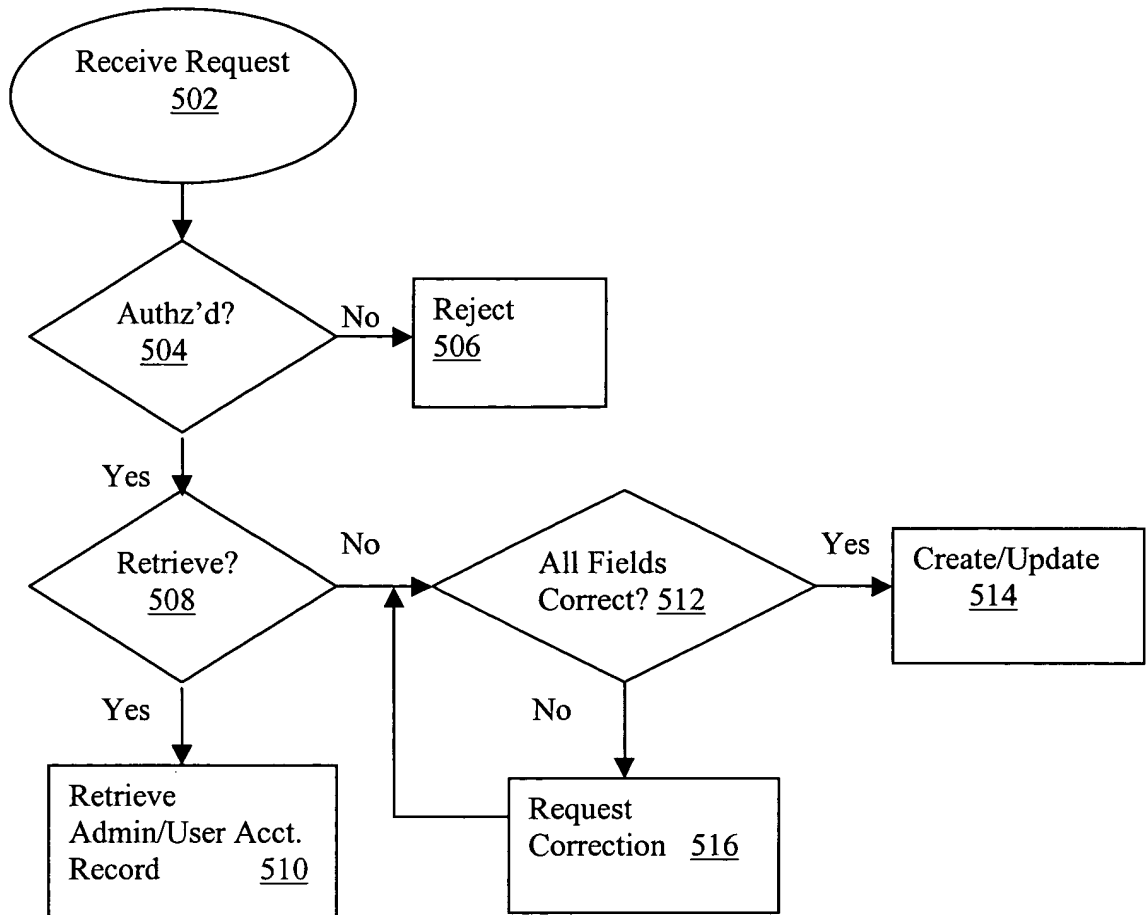 Receive Request
502
Authz'd?
504
No
Reject
506
Yes
Retrieve?
508
No
All Fields
Correct? 512
Yes
Create/Update
514
Yes
No
Retrieve
Admin/User Acct.
Record 510
Request
Correction 516